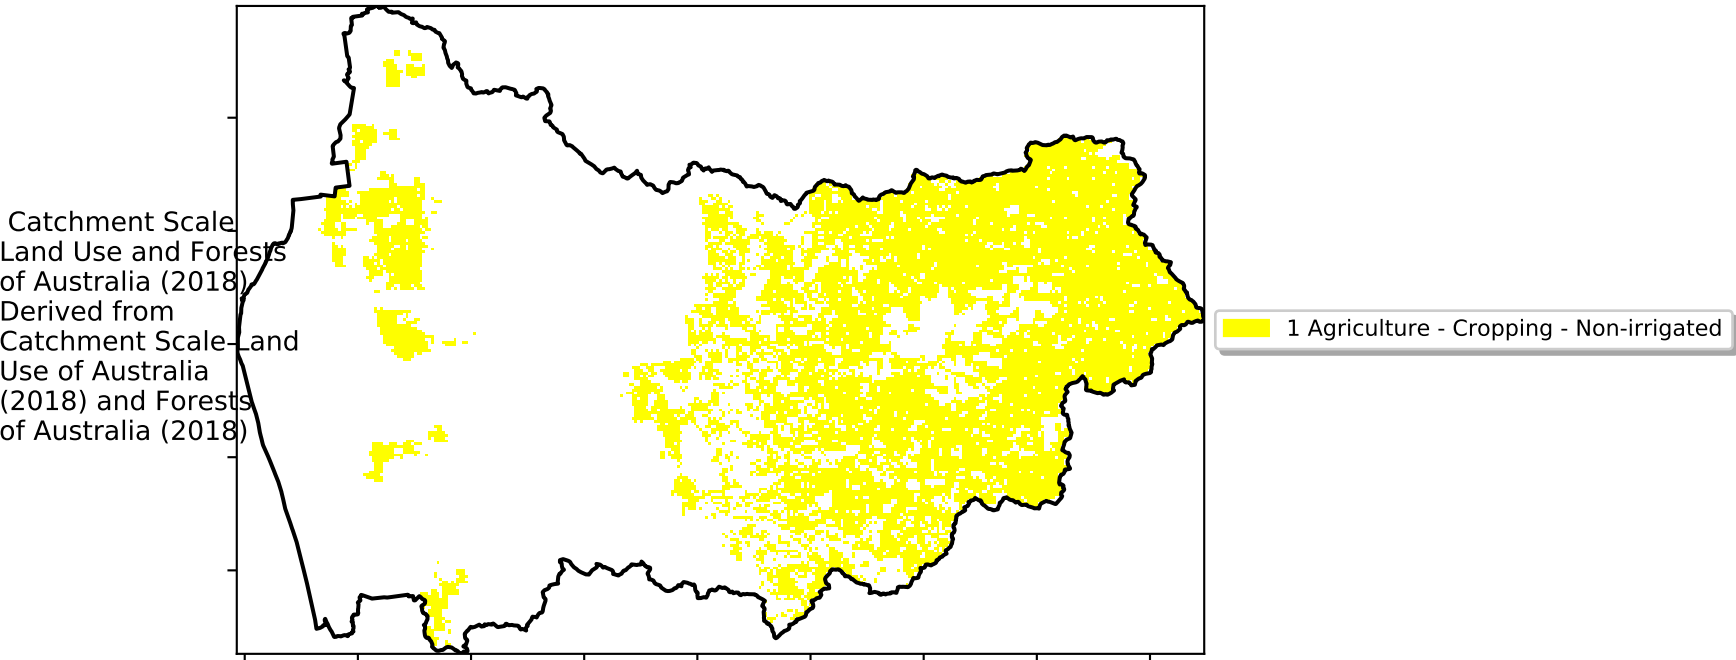 Catchment Scale
Land Use and Forests
of Australia (2018)
Derived from
Catchment Scale Land
Use of Australia
(2018) and Forests
of Australia (2018)
1 Agriculture - Cropping - Non-irrigated